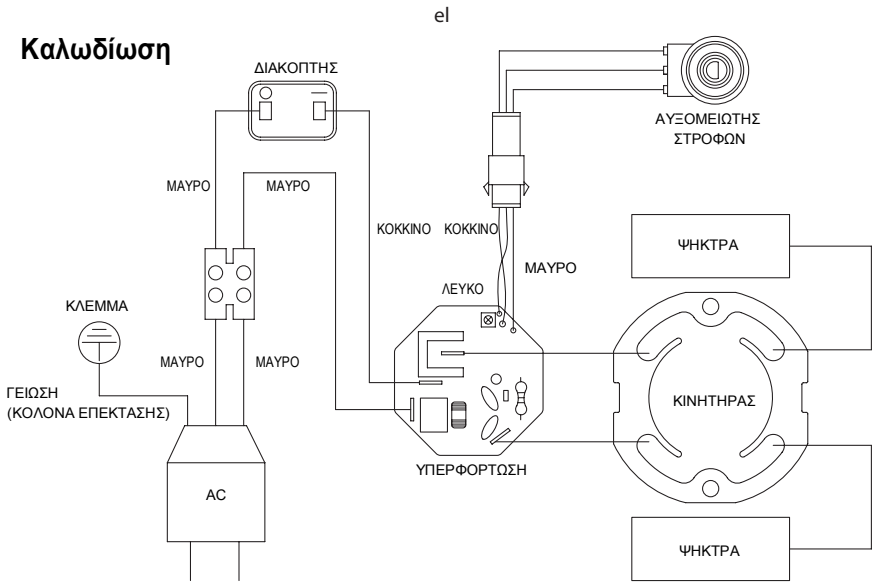 el
Καλωδίωση
ΔΙΑΚΟΠΤΗΣ
ΑΥΞΟΜΕΙΩΤΗΣ
ΣΤΡΟΦΩΝ
ΜΑΥΡΟ
ΜΑΥΡΟ
ΚΟΚΚΙΝΟ
ΚΟΚΚΙΝΟ
ΨΗΚΤΡΑ
ΜΑΥΡΟ
ΛΕΥΚΟ
ΚΛΕΜΜΑ
ΜΑΥΡΟ
ΜΑΥΡΟ
ΓΕΙΩΣΗ
(ΚΟΛΟΝΑ ΕΠΕΚΤΑΣΗΣ)
ΚΙΝΗΤΗΡΑΣ
ΥΠΕΡΦΟΡΤΩΣΗ
AC
ΨΗΚΤΡΑ